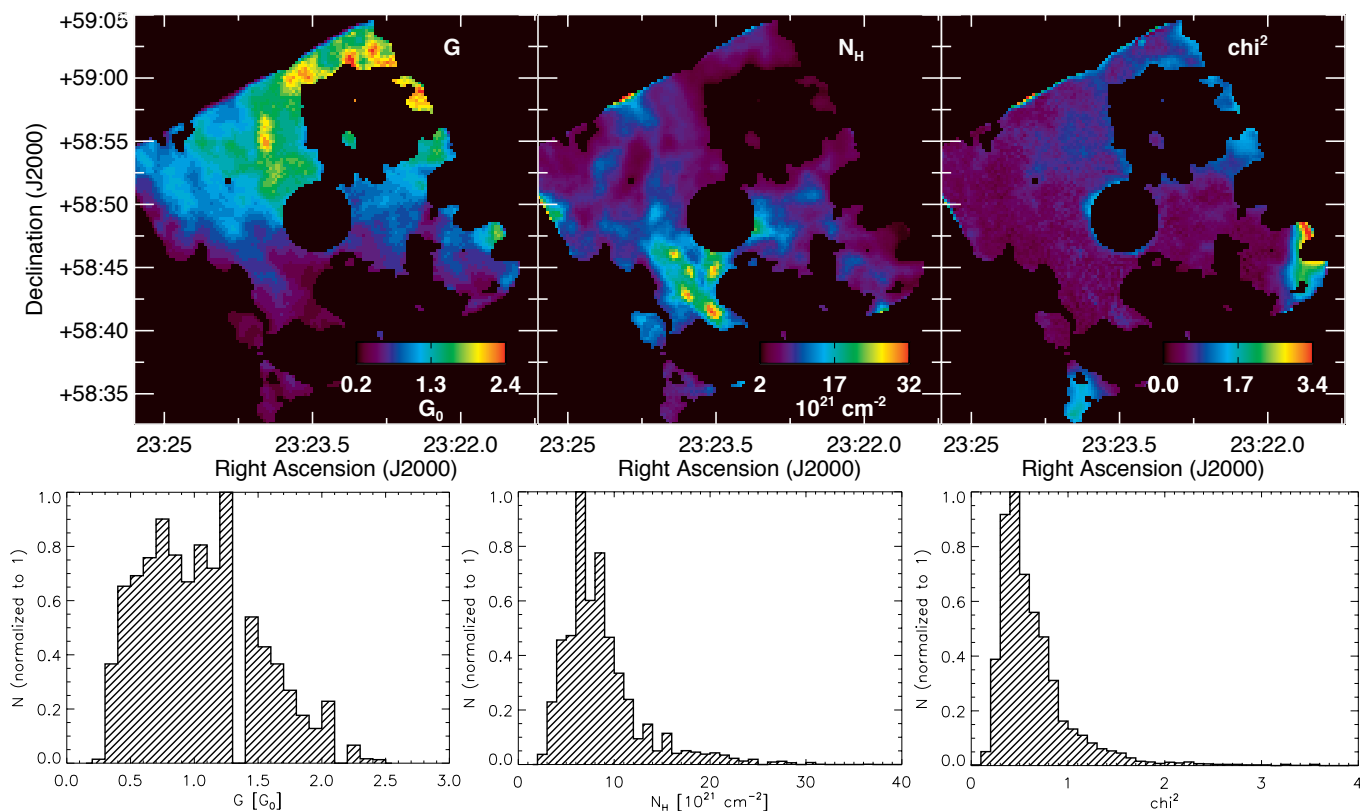 G
N_H
chi²
Declination (J2000)
+59:05
+59:00
+58:55
+58:50
+58:45
+58:40
+58:35
0.2 1.3 2.4
G₀
2 17 32
10²¹ cm⁻²
0.0 1.7 3.4
23:25 23:23.5 23:22.0
23:25 23:23.5 23:22.0
23:25 23:23.5 23:22.0
Right Ascension (J2000)
Right Ascension (J2000)
Right Ascension (J2000)
N (normalized to 1)
1.0
0.8
0.6
0.4
0.2
0.0
0.0 0.5 1.0 1.5 2.0 2.5 3.0
G [G₀]
N (normalized to 1)
1.0
0.8
0.6
0.4
0.2
0.0
0 10 20 30 40
N_H [10²¹ cm⁻²]
N (normalized to 1)
1.0
0.8
0.6
0.4
0.2
0.0
0 1 2 3 4
chi²